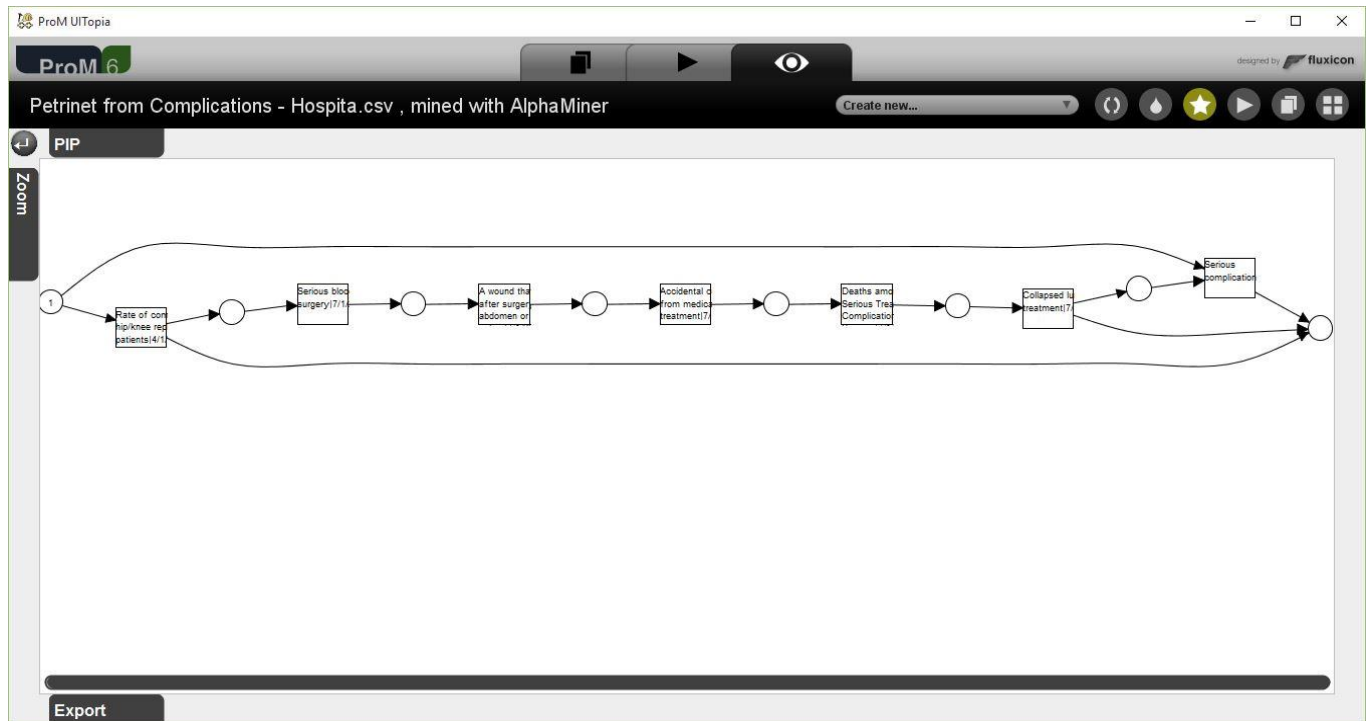 ProM UITopia
ProM 6
designed by fluxicon
Petrinet from Complications - Hospita.csv , mined with AlphaMiner
Create new...
PIP
Zoom
1
Rate of com
hip/knee rep
patients|4/1/
Serious bloo
surgery|7/1/
A wound tha
after surger
abdomen or
Accidental c
from medica
treatment|7/
Deaths amo
Serious Trea
Complication
Collapsed lu
treatment|7/
Serious
complication
Export